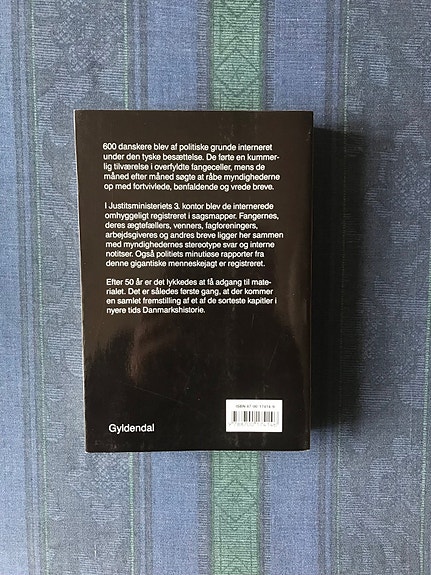 600 danskere blev af politiske grunde interneret
under den tyske besættelse. De førte en kummer-
lig tilværelse i overfyldte fangeceller, mens de
måned efter måned søgte at råbe myndighederne
op med fortvivlede, bønfaldende og vrede breve.
I Justitsministeriets 3. kontor blev de internerede
omhyggeligt registreret i sagsmapper. Fangernes,
deres ægtefællers, venners, fagforeningers,
arbejdsgiveres og andres breve ligger her sammen
med myndighedernes stereotype svar og interne
notitser. Også politiets minutiøse rapporter fra
denne gigantiske menneskejagt er registreret.
Efter 50 år er det lykkedes at få adgang til mate-
rialet. Det er således første gang, at der kommer
en samlet fremstilling af et af de sorteste kapitler i
nyere tids Danmarkshistorie.
ISBN
Gyldendal